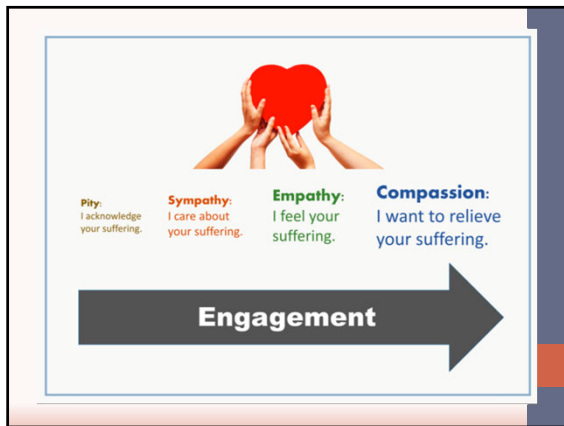 Pity:
I acknowledge
your suffering.
Sympathy:
I care about
your suffering.
Empathy:
I feel your
suffering.
Compassion:
I want to relieve
your suffering.
Engagement